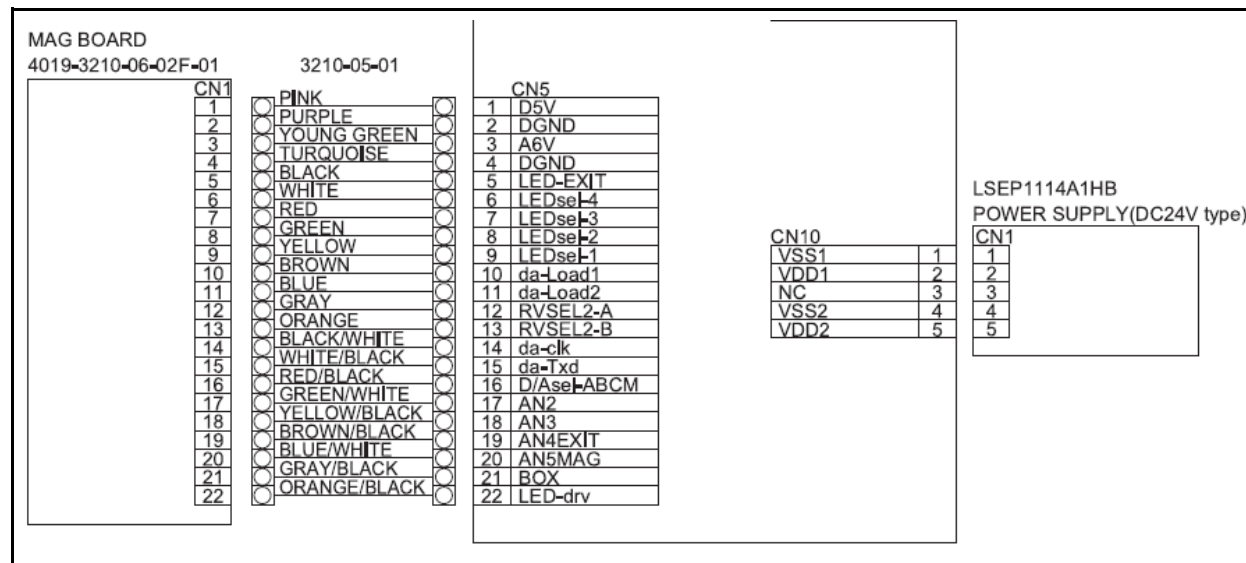 MAG BOARD
4019-3210-06-02F-01
CN1
1
2
3
4
5
6
7
8
9
10
11
12
13
14
15
16
17
18
19
20
21
22
3210-05-01
PINK
PURPLE
YOUNG GREEN
TURQUOISE
BLACK
WHITE
RED
GREEN
YELLOW
BROWN
BLUE
GRAY
ORANGE
BLACK/WHITE
WHITE/BLACK
RED/BLACK
GREEN/WHITE
YELLOW/BLACK
BROWN/BLACK
BLUE/WHITE
GRAY/BLACK
ORANGE/BLACK
CN5
1 D5V
2 DGND
3 A6V
4 DGND
5 LED-EXIT
6 LEDsel-4
7 LEDsel-3
8 LEDsel-2
9 LEDsel-1
10 da-Load1
11 da-Load2
12 RVSEL2-A
13 RVSEL2-B
14 da-clk
15 da-Txd
16 D/Asel-ABCM
17 AN2
18 AN3
19 AN4EXIT
20 AN5MAG
21 BOX
22 LED-drv
CN10
VSS1 1
VDD1 2
NC 3
VSS2 4
VDD2 5
LSEP1114A1HB
POWER SUPPLY(DC24V type)
CN1
1
2
3
4
5